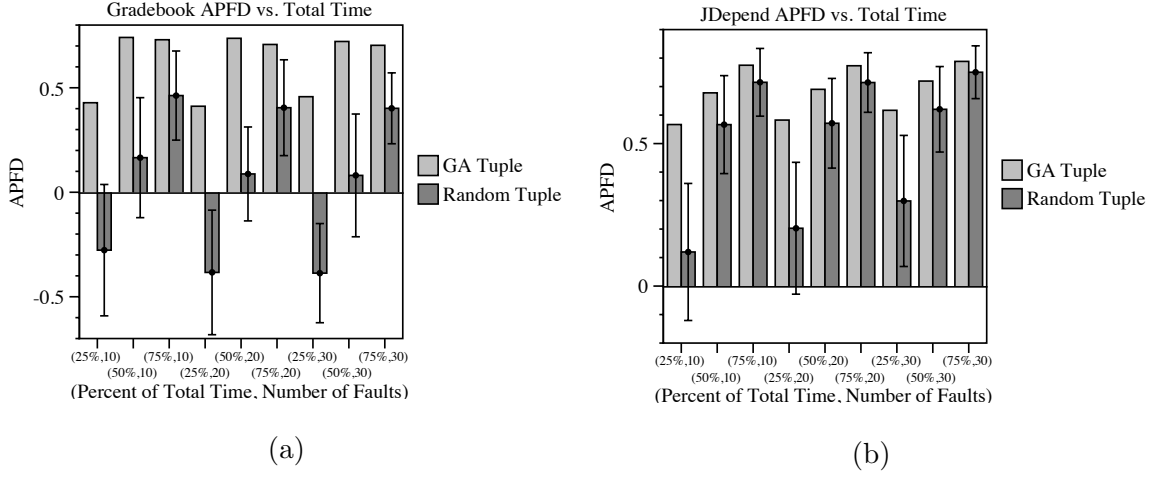 Gradebook APFD vs. Total Time
APFD
0.5
0
-0.5
(25%,10) (75%,10) (50%,20) (25%,30) (75%,30)
(50%,10) (25%,20) (75%,20) (50%,30)
(Percent of Total Time, Number of Faults)
GA Tuple
Random Tuple
(a)
JDepend APFD vs. Total Time
APFD
0.5
0
(25%,10) (75%,10) (50%,20) (25%,30) (75%,30)
(50%,10) (25%,20) (75%,20) (50%,30)
(Percent of Total Time, Number of Faults)
GA Tuple
Random Tuple
(b)